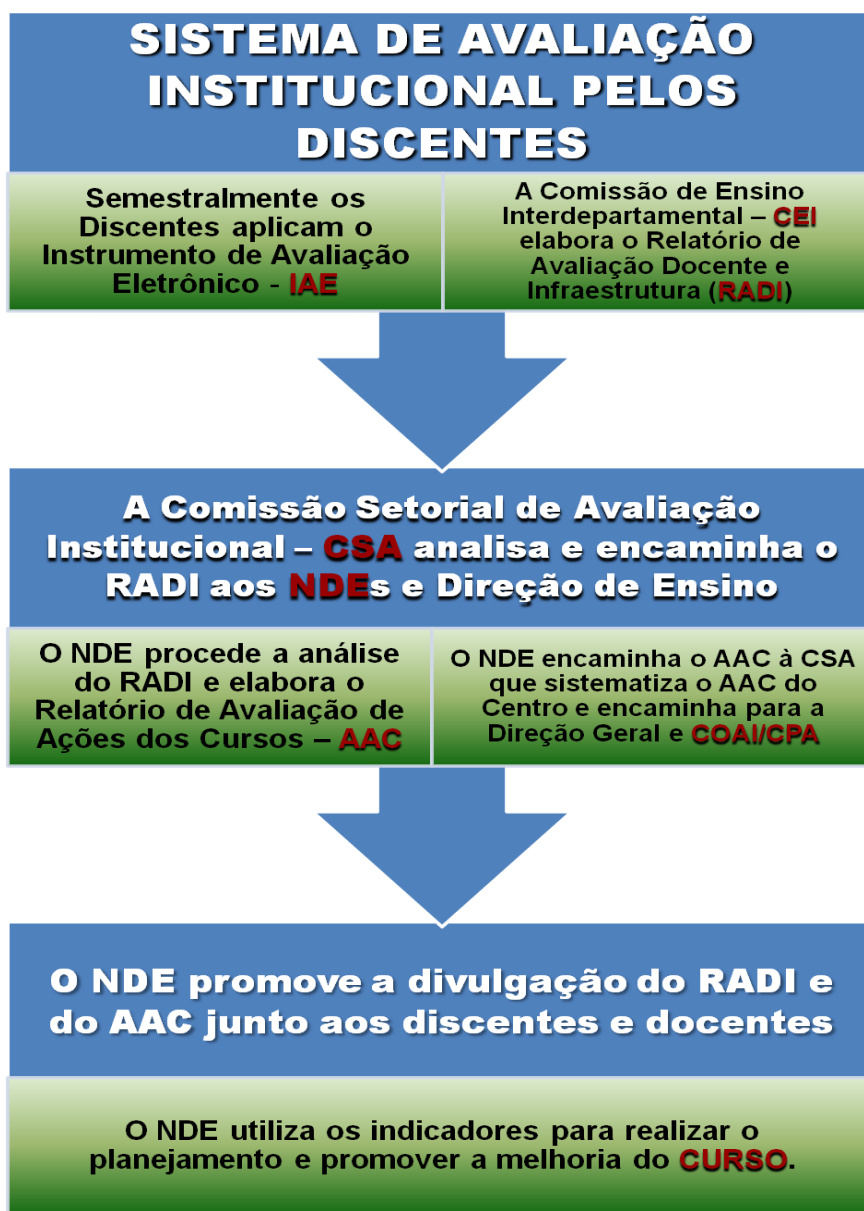 SISTEMA DE AVALIAÇÃO
INSTITUCIONAL PELOS
DISCENTES
Semestralmente os
Discentes aplicam o
Instrumento de Avaliação
Eletrônico - IAE
A Comissão de Ensino
Interdepartamental – CEI
elabora o Relatório de
Avaliação Docente e
Infraestrutura (RADI)
A Comissão Setorial de Avaliação
Institucional – CSA analisa e encaminha o
RADI aos NDEs e Direção de Ensino
O NDE procede a análise
do RADI e elabora o
Relatório de Avaliação de
Ações dos Cursos – AAC
O NDE encaminha o AAC à CSA
que sistematiza o AAC do
Centro e encaminha para a
Direção Geral e COAI/CPA
O NDE promove a divulgação do RADI e
do AAC junto aos discentes e docentes
O NDE utiliza os indicadores para realizar o
planejamento e promover a melhoria do CURSO.